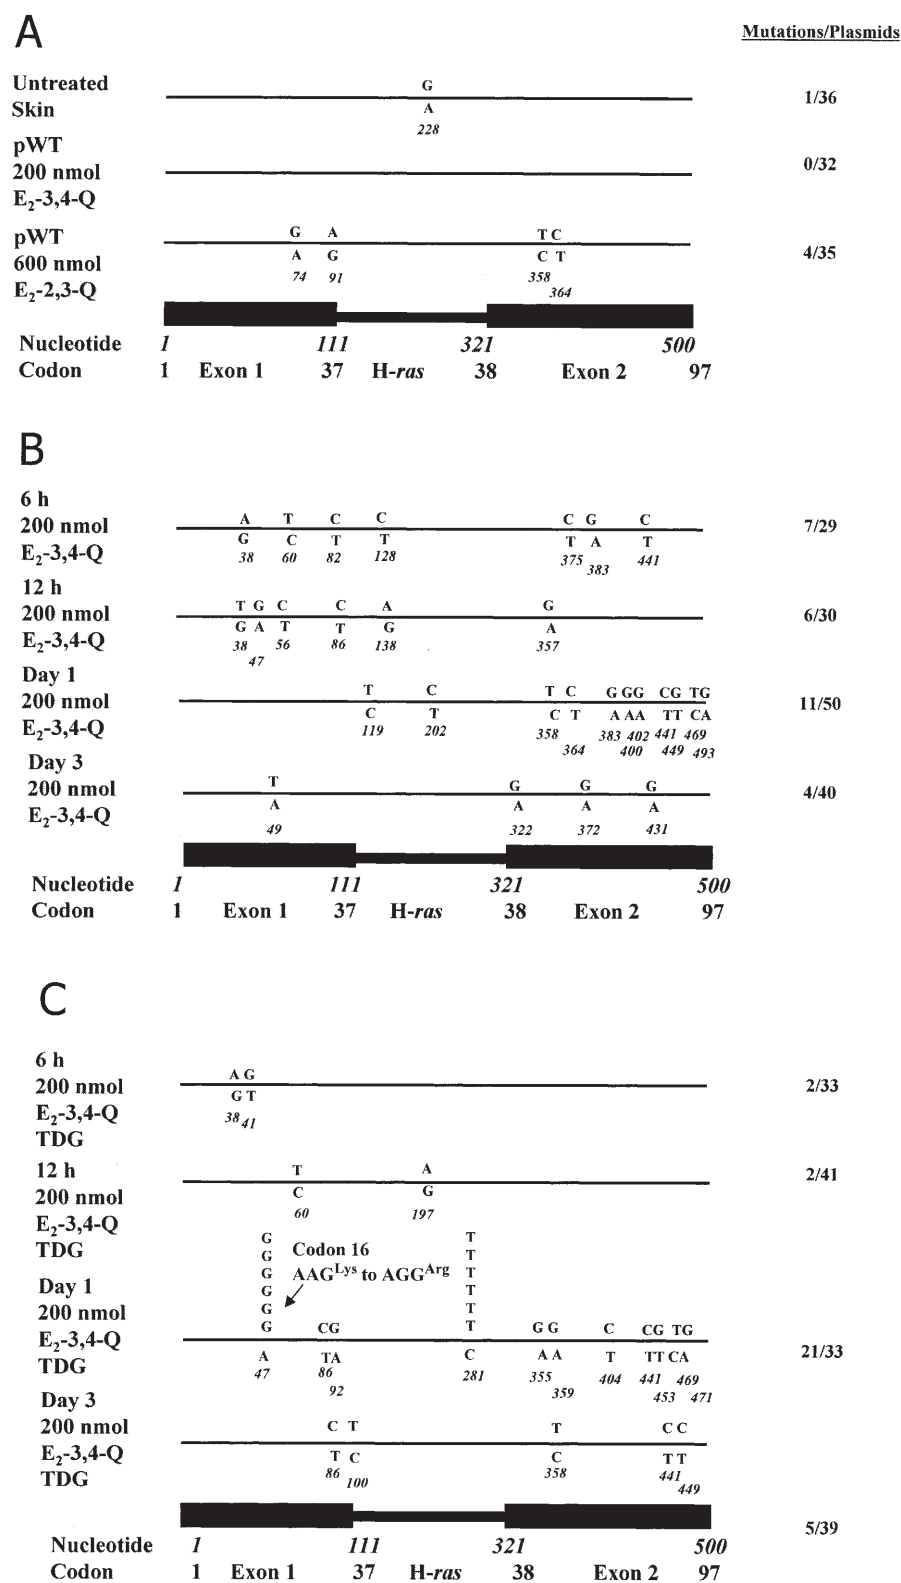 A
Mutations/Plasmids
Untreated
Skin
G
A
228
1/36
pWT
200 nmol
E2-3,4-Q
0/32
pWT
600 nmol
E2-2,3-Q
G A T C
A G C T
74 91 358
364
4/35
Nucleotide 1 111 321 500
Codon 1 Exon 1 37 H-ras 38 Exon 2 97
B
6 h
200 nmol
E2-3,4-Q
A T C C C G C
G C T T T A T
38 60 82 128 375 441
383
7/29
12 h
200 nmol
E2-3,4-Q
T G C C A G
G A T T G A
38 56 86 138 357
47
6/30
Day 1
200 nmol
E2-3,4-Q
T C T C G GG CG TG
C T C T A AA TT CA
119 202 358 383 402 441 469
364 400 449 493
11/50
Day 3
200 nmol
E2-3,4-Q
T G G G
A A A A
49 322 372 431
4/40
Nucleotide 1 111 321 500
Codon 1 Exon 1 37 H-ras 38 Exon 2 97
C
6 h
200 nmol
E2-3,4-Q
TDG
A G
G T
38 41
2/33
12 h
200 nmol
E2-3,4-Q
TDG
T A
C G
60 197
2/41
Day 1
200 nmol
E2-3,4-Q
TDG
G T
G T
G T
G T
G T
Codon 16
AAGLys to AGGArg
G CG T G G C CG TG
A TA C A A T TT CA
47 86 281 355 404 441 469
92 359 453 471
21/33
Day 3
200 nmol
E2-3,4-Q
TDG
C T T C C
T C C T T
86 100 358 441
449
5/39
Nucleotide 1 111 321 500
Codon 1 Exon 1 37 H-ras 38 Exon 2 97